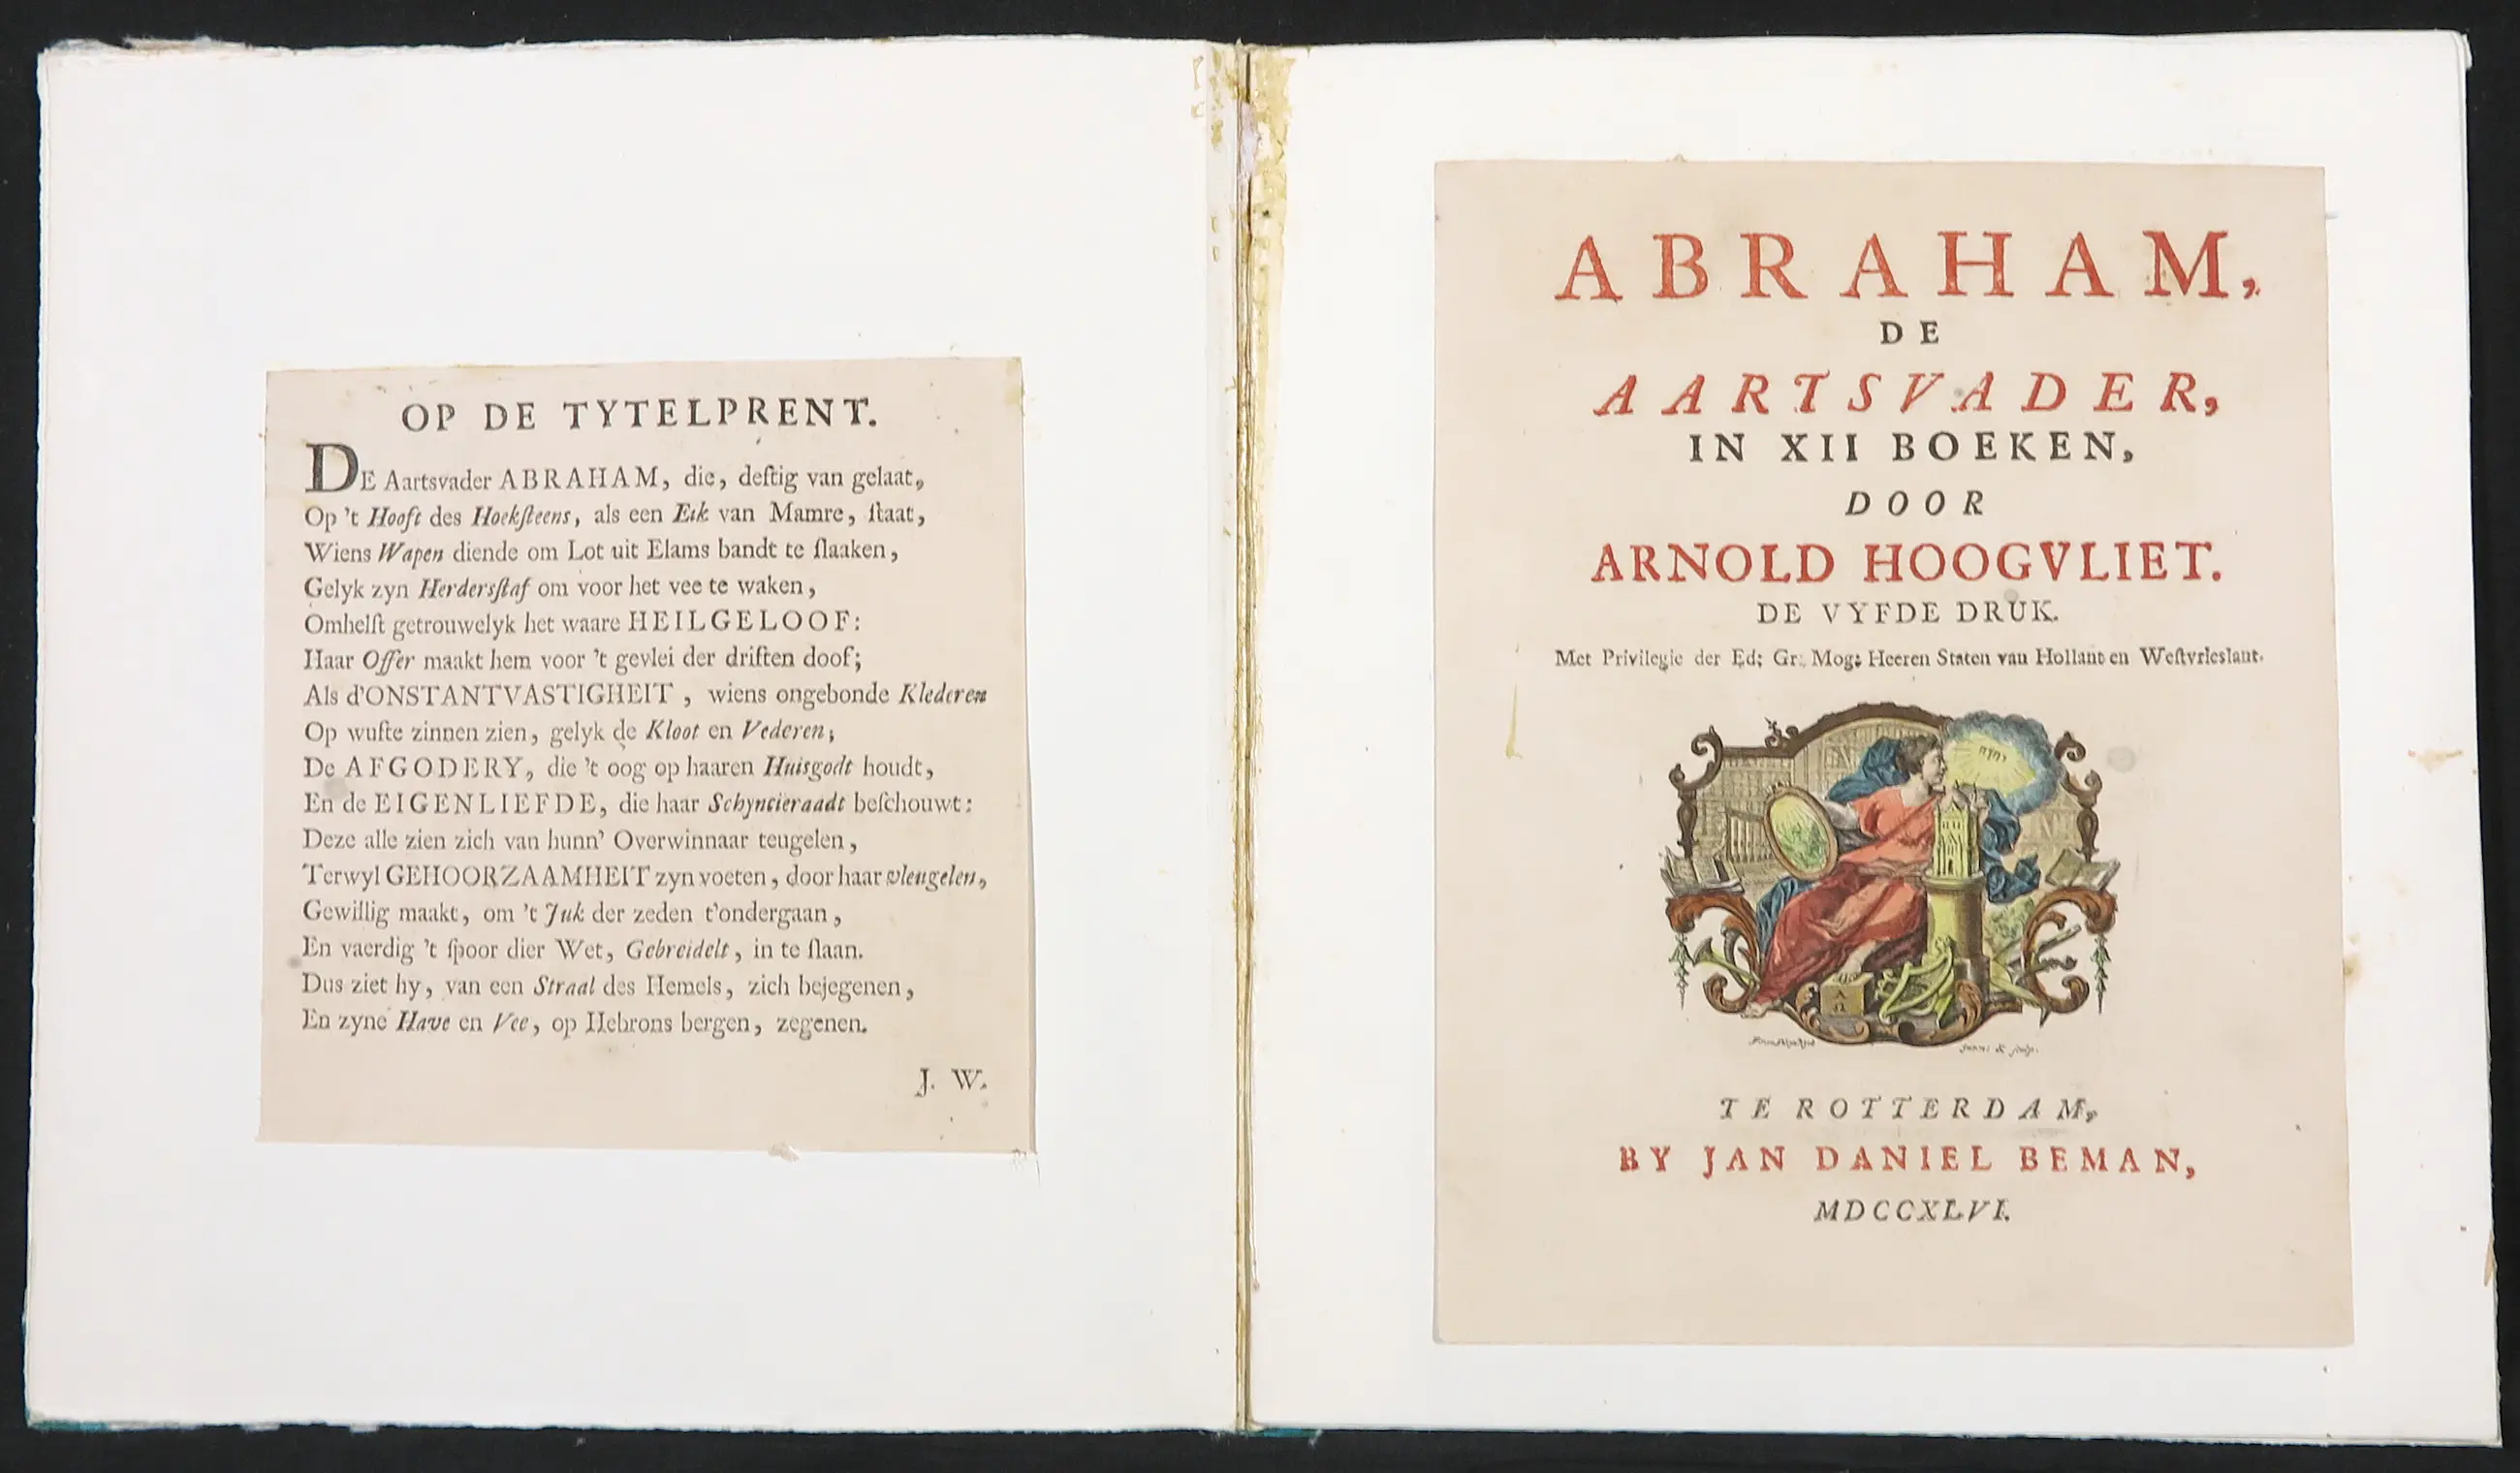 OP DE TYTELPRENT.
DE Aartsvader ABRAHAM, die, deſtig van gelaat,
Op 't Hooft des Hoekſteens, als een Eik van Mamre, ſtaat,
Wiens Wapen diende om Lot uit Elams bandt te ſlaaken,
Gelyk zyn Herdersſtaf om voor het vee te waken,
Omhelſt getrouwelyk het waare HEILGELOOF:
Haar Offer maakt hem voor 't gevlei der driften doof;
Als d'ONSTANTVASTIGHEIT, wiens ongebonde Klederen
Op wuſte zinnen zien, gelyk de Kloot en Vederen;
De AFGODERY, die 't oog op haaren Huisgodt houdt,
En de EIGENLIEFDE, die haar Schyncieraadt beſchouwt:
Deze alle zien zich van hunn' Overwinnaar teugelen,
Terwyl GEHOORZAAMHEIT zyn voeten, door haar vleugelen,
Gewillig maakt, om 't Juk der zeden t'ondergaan,
En vaerdig 't ſpoor dier Wet, Gebreidelt, in te ſlaan.
Dus ziet hy, van een Straal des Hemels, zich bejegenen,
En zyne Have en Vee, op Hebrons bergen, zegenen.
J. W.
ABRAHAM,
DE
AARTSVADER,
IN XII BOEKEN,
DOOR
ARNOLD HOOGVLIET.
DE VYFDE DRUK.
Met Privilegie der Ed; Gr: Mog: Heeren Staten van Hollant en Weſtvrieslant.
יהוה
A
Ω
sculp.
TE ROTTERDAM,
BY JAN DANIEL BEMAN,
MDCCXLVI.